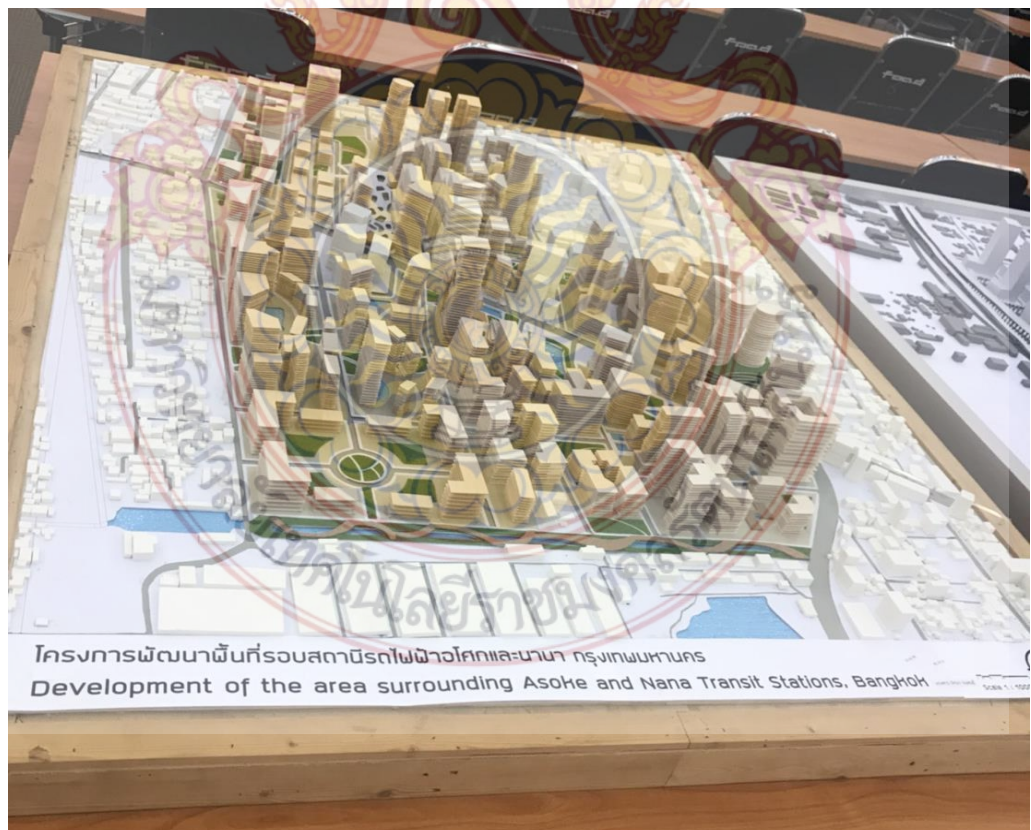 โครงการพัฒนาพื้นที่รอบสถานีรถไฟฟ้าอโศกและนานา กรุงเทพมหานคร
Development of the area surrounding Asoke and Nana Transit Stations, Bangkok